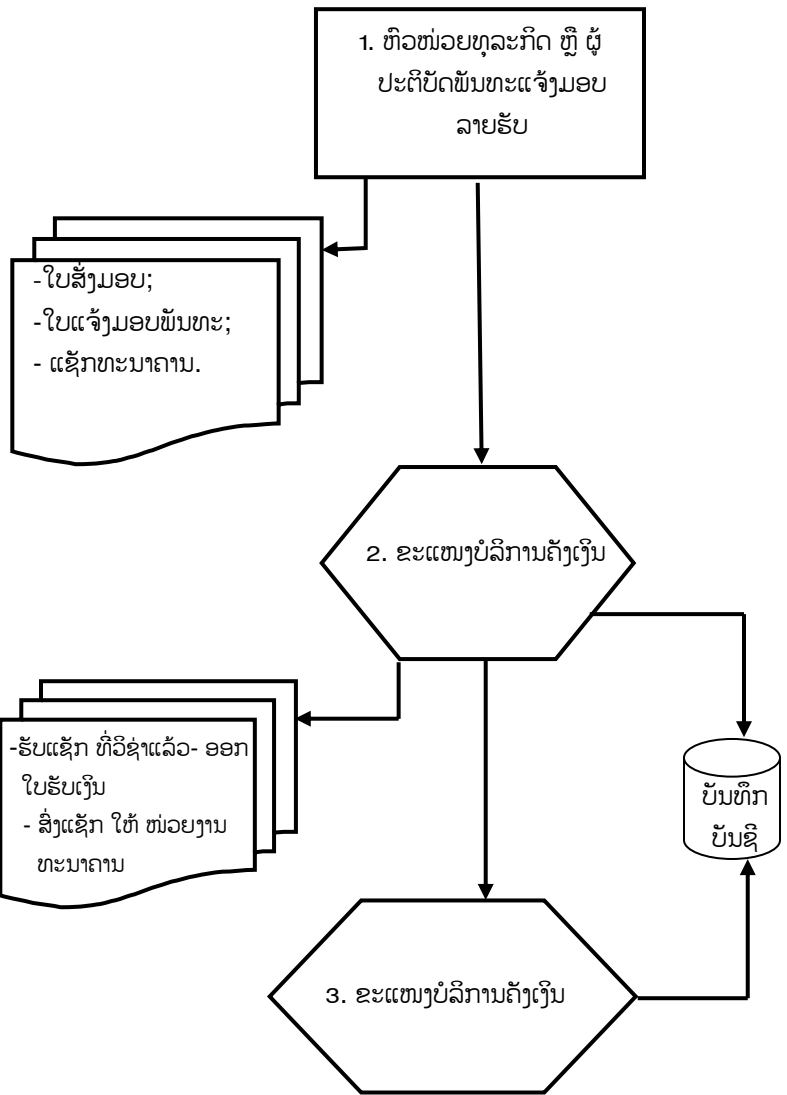 1. ຫົວໜ່ວຍທຸລະກິດ ຫຼື ຜູ້
ປະຕິບັດພັນທະແຈ້ງມອບ
ລາຍຮັບ
-ໃບສັ່ງມອບ;
-ໃບແຈ້ງມອບພັນທະ;
- ແຊັກທະນາຄານ.
2. ຂະແໜງບໍລິການຄັງເງິນ
-ຮັບແຊັກ ທີ່ວິຊ່າແລ້ວ- ອອກ
ໃບຮັບເງິນ
- ສົ່ງແຊັກ ໃຫ້ ໜ່ວຍງານ
ທະນາຄານ
ບັນທຶກ
ບັນຊີ
3. ຂະແໜງບໍລິການຄັງເງິນ